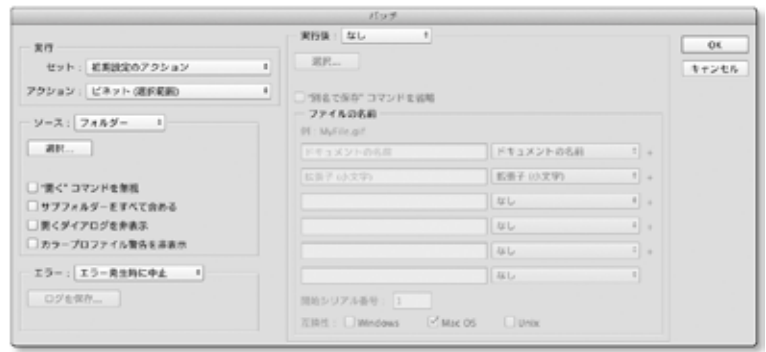 バッチ
実行
セット： 初期設定のアクション
アクション： ビネット (選択範囲)
ソース： フォルダー
選択...
"開く" コマンドを無視
サブフォルダーをすべて含める
開くダイアログを非表示
カラープロファイル警告を非表示
エラー： エラー発生時に中止
ログを保存...
実行後： なし
選択...
"別名で保存" コマンドを省略
ファイルの名前
例：MyFile.gif
ドキュメントの名前 ドキュメントの名前 +
拡張子 (小文字) 拡張子 (小文字) +
なし +
なし +
なし
開始シリアル番号： 1
互換性： Windows Mac OS Unix
OK
キャンセル